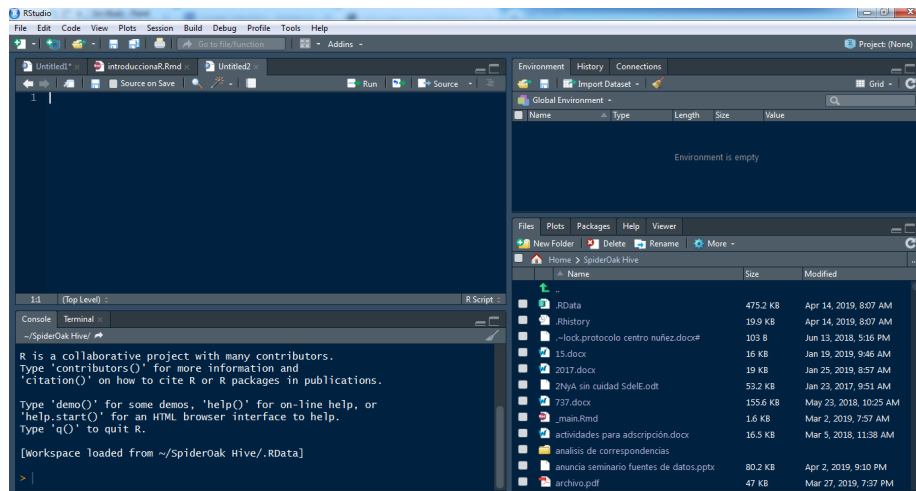 RStudio
File Edit Code View Plots Session Build Debug Profile Tools Help
Go to file/function Addins Project: (None)
Untitled1* introduccionaR.Rmd Untitled2
Source on Save Run Source
1
1:1 (Top Level) R Script
Console Terminal
~/SpiderOak Hive/
R is a collaborative project with many contributors.
Type 'contributors()' for more information and
'citation()' on how to cite R or R packages in publications.
Type 'demo()' for some demos, 'help()' for on-line help, or
'help.start()' for an HTML browser interface to help.
Type 'q()' to quit R.
[Workspace loaded from ~/SpiderOak Hive/.RData]
>
Environment History Connections
Import Dataset Grid
Global Environment
Name Type Length Size Value
Environment is empty
Files Plots Packages Help Viewer
New Folder Delete Rename More
Home > SpiderOak Hive
Name Size Modified
..
.RData 475.2 KB Apr 14, 2019, 8:07 AM
.Rhistory 19.9 KB Apr 14, 2019, 8:07 AM
.~lock.protocolo centro nuñez.docx# 103 B Jun 13, 2018, 5:16 PM
15.docx 16 KB Jan 19, 2019, 9:46 AM
2017.docx 19 KB Jan 25, 2019, 8:57 AM
2NyA sin cuidad SdelE.odt 53.2 KB Jan 23, 2017, 9:51 AM
737.docx 155.6 KB May 23, 2018, 10:25 AM
_main.Rmd 1.6 KB Mar 2, 2019, 7:57 AM
actividades para adscripción.docx 16.5 KB Mar 5, 2018, 11:38 AM
analisis de correspondencias
anuncia seminario fuentes de datos.pptx 80.2 KB Apr 2, 2019, 9:10 PM
archivo.pdf 47 KB Mar 27, 2019, 7:37 PM